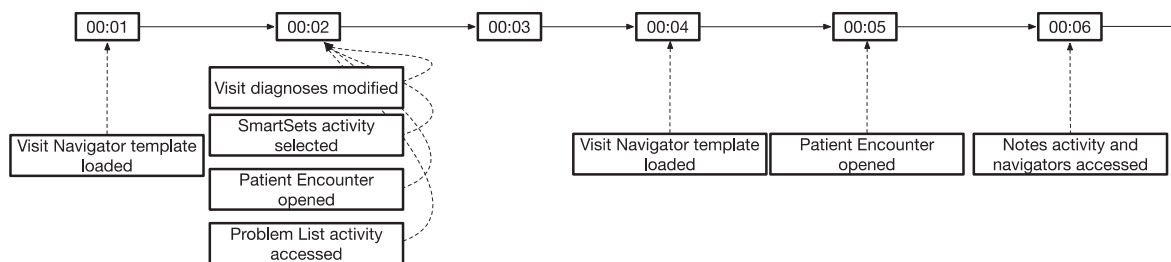 00:01
00:02
00:03
00:04
00:05
00:06
Visit Navigator template
loaded
Visit diagnoses modified
SmartSets activity
selected
Patient Encounter
opened
Problem List activity
accessed
Visit Navigator template
loaded
Patient Encounter
opened
Notes activity and
navigators accessed